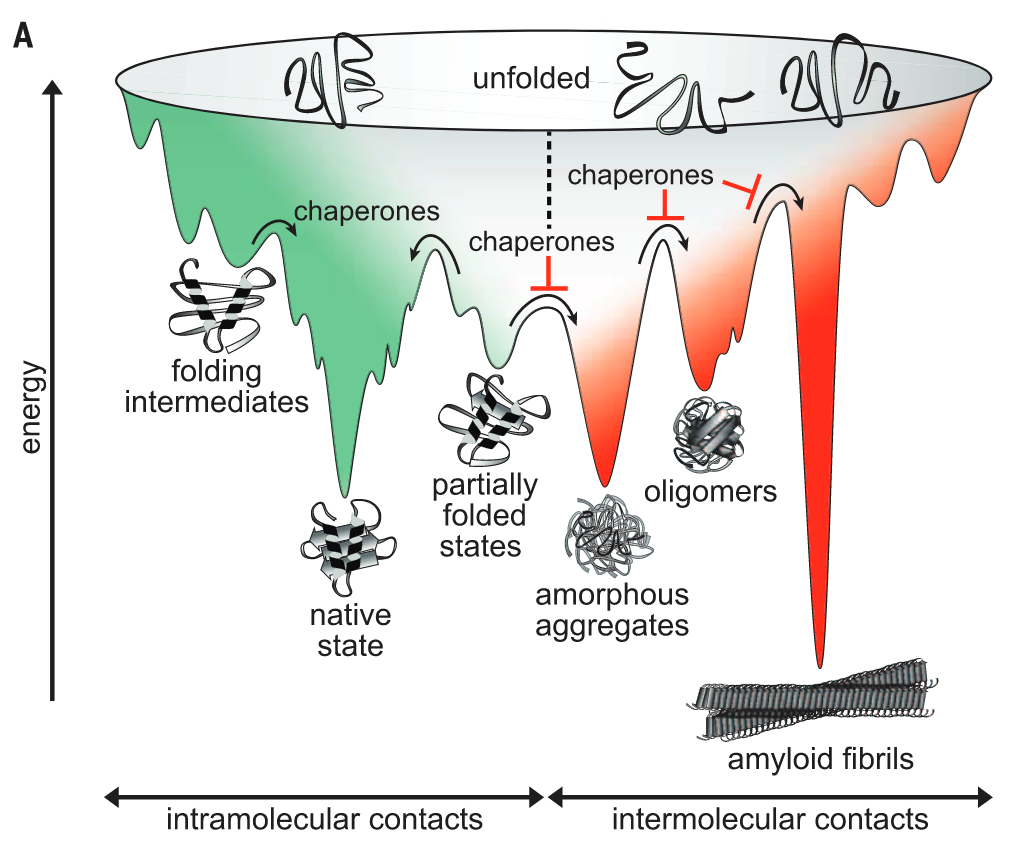 A
unfolded
chaperones
chaperones
chaperones
energy
folding
intermediates
partially
folded
states
oligomers
native
state
amorphous
aggregates
amyloid fibrils
intramolecular contacts
intermolecular contacts